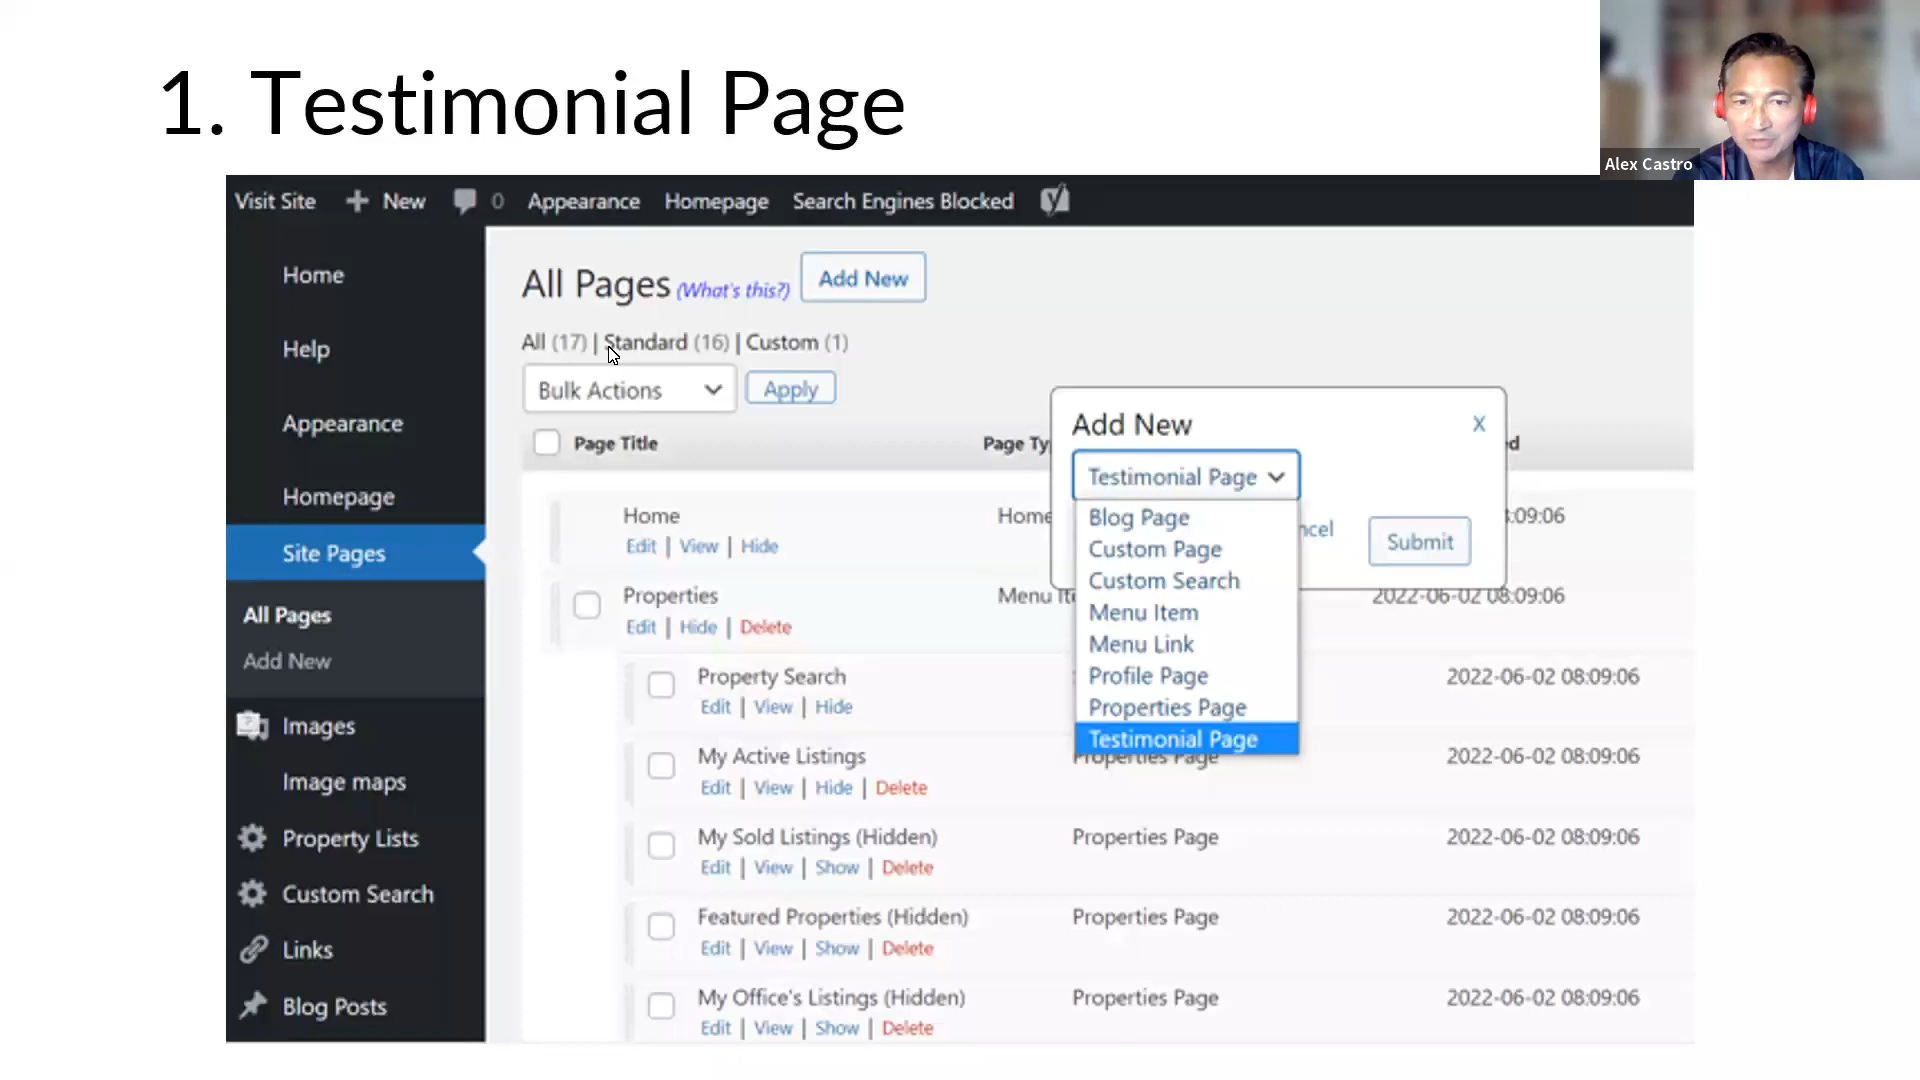 1. Testimonial Page
Alex Castro
Visit Site New 0 Appearance Homepage Search Engines Blocked
Home
Help
Appearance
Homepage
Site Pages
All Pages
Add New
Images
Image maps
Property Lists
Custom Search
Links
Blog Posts
All Pages (What's this?) Add New
All (17) | Standard (16) | Custom (1)
Bulk Actions Apply
Page Title
Home
Edit | View | Hide
Home
Properties
Edit | Hide | Delete
Menu 2022-06-02 08:09:06
Add New X
Testimonial Page
Blog Page
Custom Page
Custom Search
Menu Item
Menu Link
Profile Page
Properties Page
Testimonial Page
Submit
Property Search 2022-06-02 08:09:06
Edit | View | Hide
My Active Listings Properties Page 2022-06-02 08:09:06
Edit | View | Hide | Delete
My Sold Listings (Hidden) Properties Page 2022-06-02 08:09:06
Edit | View | Show | Delete
Featured Properties (Hidden) Properties Page 2022-06-02 08:09:06
Edit | View | Show | Delete
My Office's Listings (Hidden) Properties Page 2022-06-02 08:09:06
Edit | View | Show | Delete